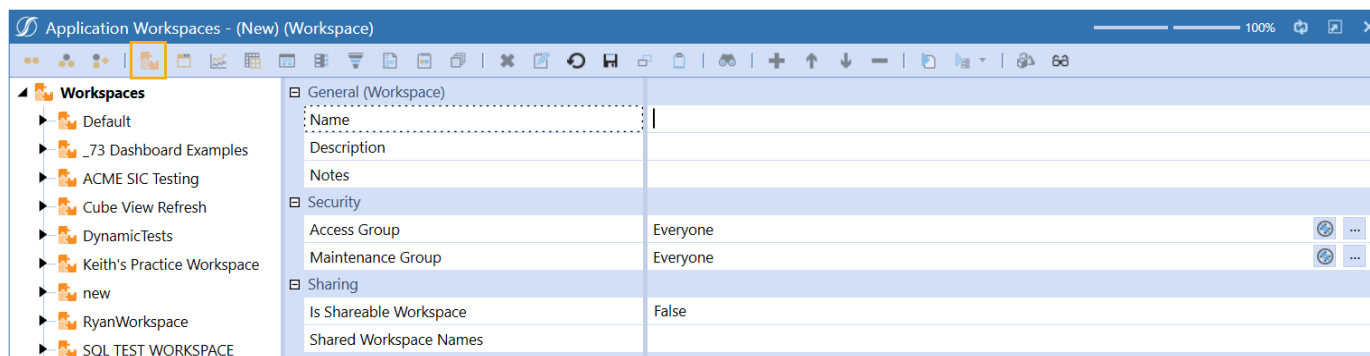 Application Workspaces - (New) (Workspace) 100%
Workspaces
Default
_73 Dashboard Examples
ACME SIC Testing
Cube View Refresh
DynamicTests
Keith's Practice Workspace
new
RyanWorkspace
SQL TEST WORKSPACE
General (Workspace)
Name
Description
Notes
Security
Access Group Everyone ...
Maintenance Group Everyone ...
Sharing
Is Shareable Workspace False
Shared Workspace Names